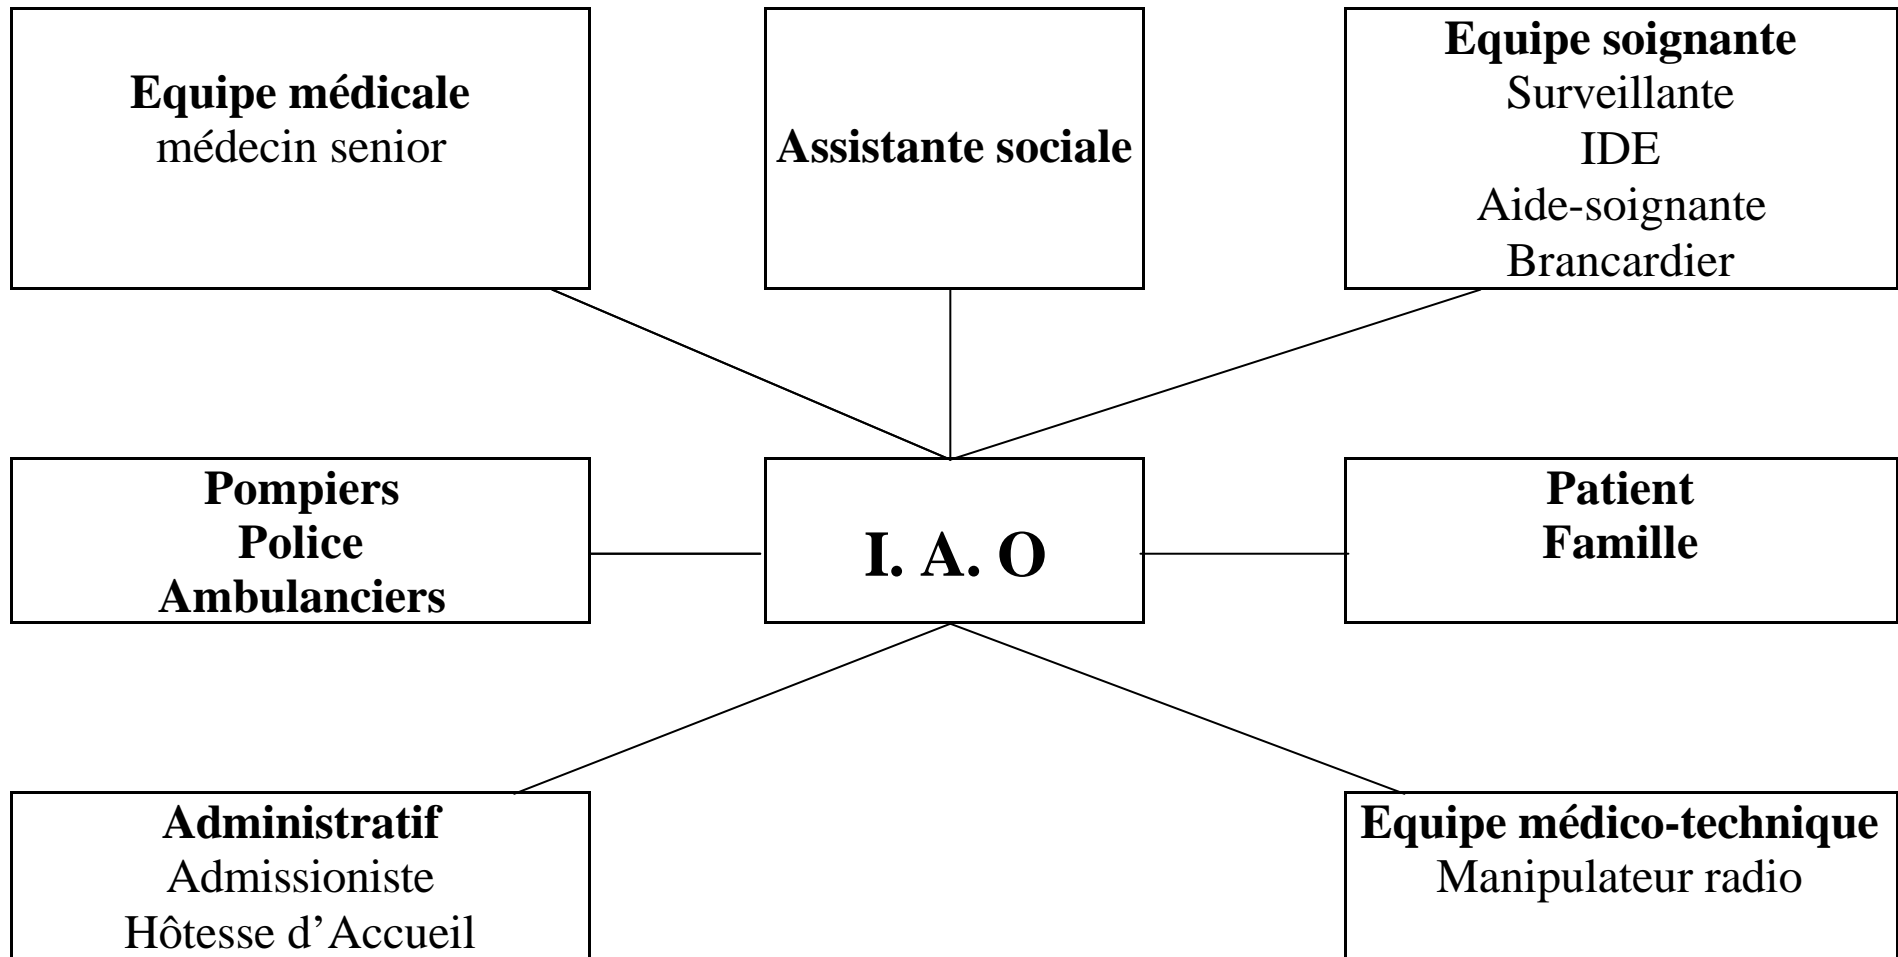 Equipe médicale
médecin senior
Assistante sociale
Equipe soignante
Surveillante
IDE
Aide-soignante
Brancardier
Pompiers
Police
Ambulanciers
I. A. O
Patient
Famille
Administratif
Admissioniste
Hôtesse d’Accueil
Equipe médico-technique
Manipulateur radio